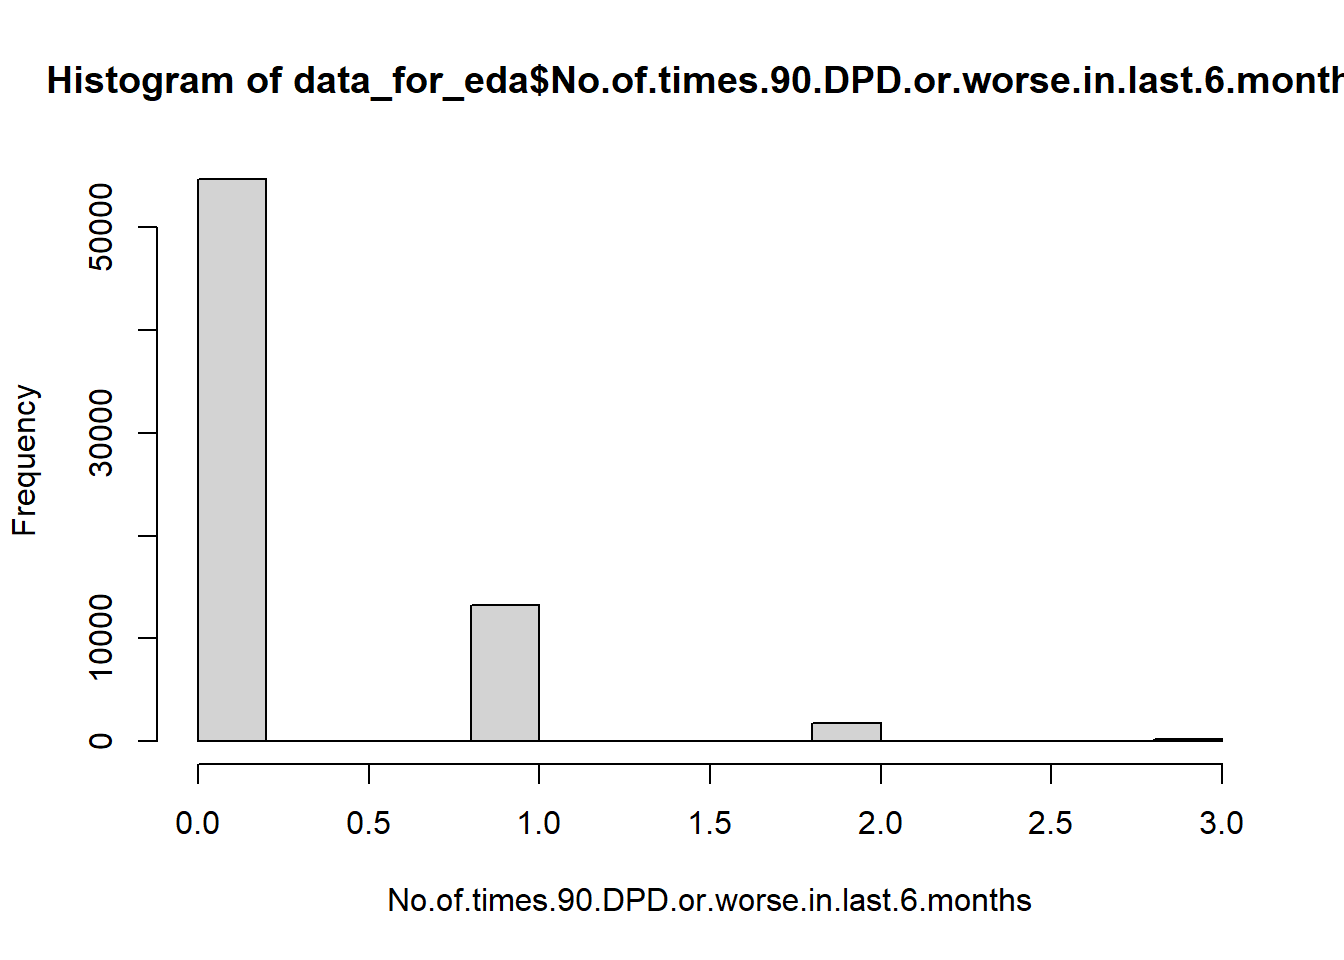 Histogram of data_for_eda$No.of.times.90.DPD.or.worse.in.last.6.month
50000
30000
10000
0
Frequency
0.0 0.5 1.0 1.5 2.0 2.5 3.0
No.of.times.90.DPD.or.worse.in.last.6.months